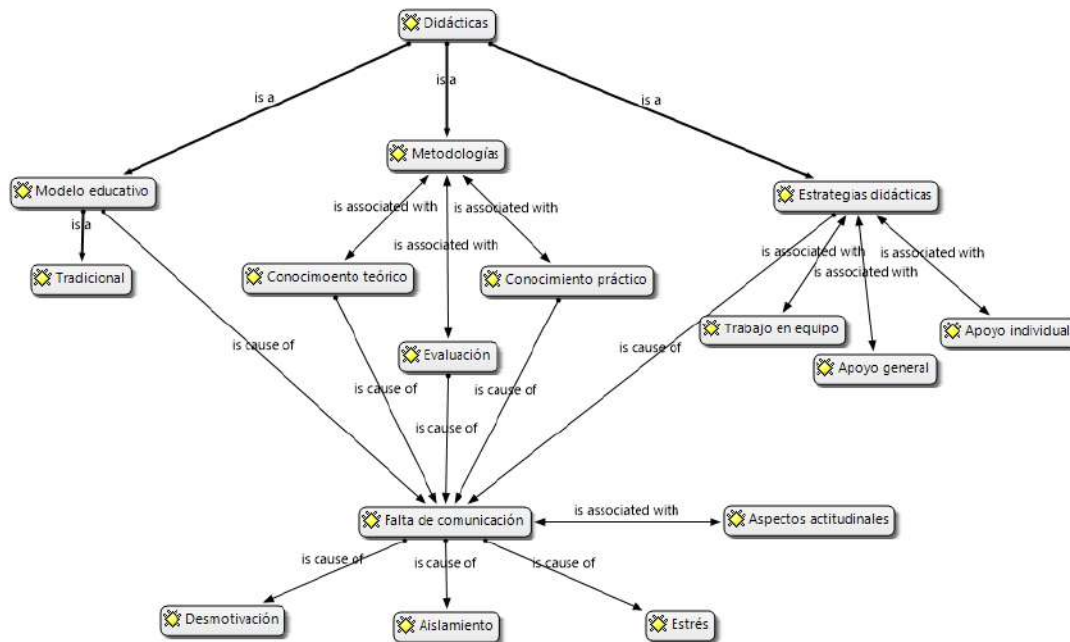 Didácticas
is a
is a
is a
Metodologías
Modelo educativo
Estrategias didácticas
is a
is associated with
is associated with
is associated with
is associated with
is associated with
is associated with
Tradicional
Conocimoento teórico
Conocimiento práctico
Trabajo en equipo
Apoyo individual
is cause of
Evaluación
is cause of
Apoyo general
is cause of
is cause of
is cause of
Falta de comunicación
is associated with
Aspectos actitudinales
is cause of
is cause of
is cause of
Desmotivación
Aislamiento
Estrés